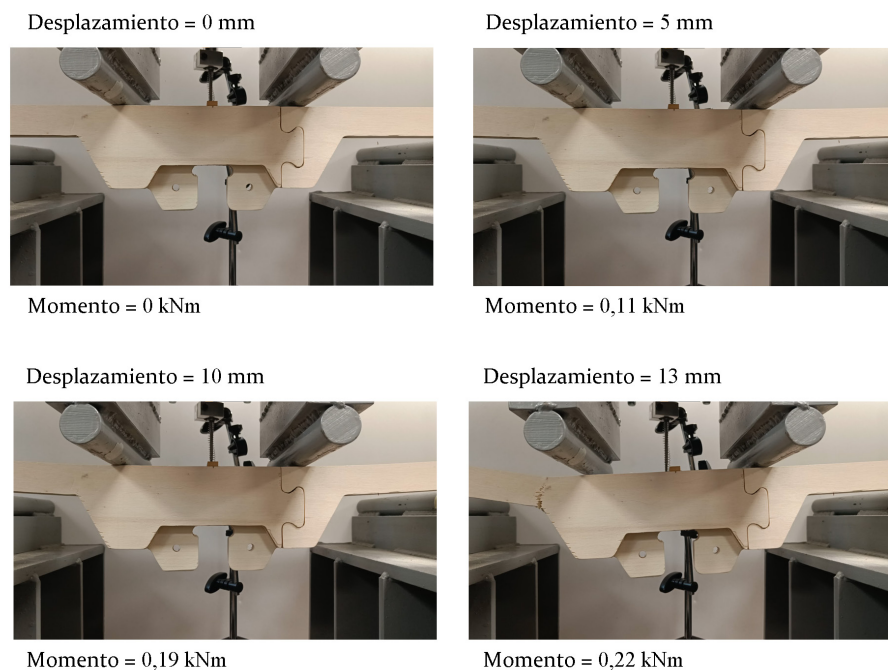 Desplazamiento = 0 mm
Desplazamiento = 5 mm
Momento = 0 kNm
Momento = 0,11 kNm
Desplazamiento = 10 mm
Desplazamiento = 13 mm
Momento = 0,19 kNm
Momento = 0,22 kNm